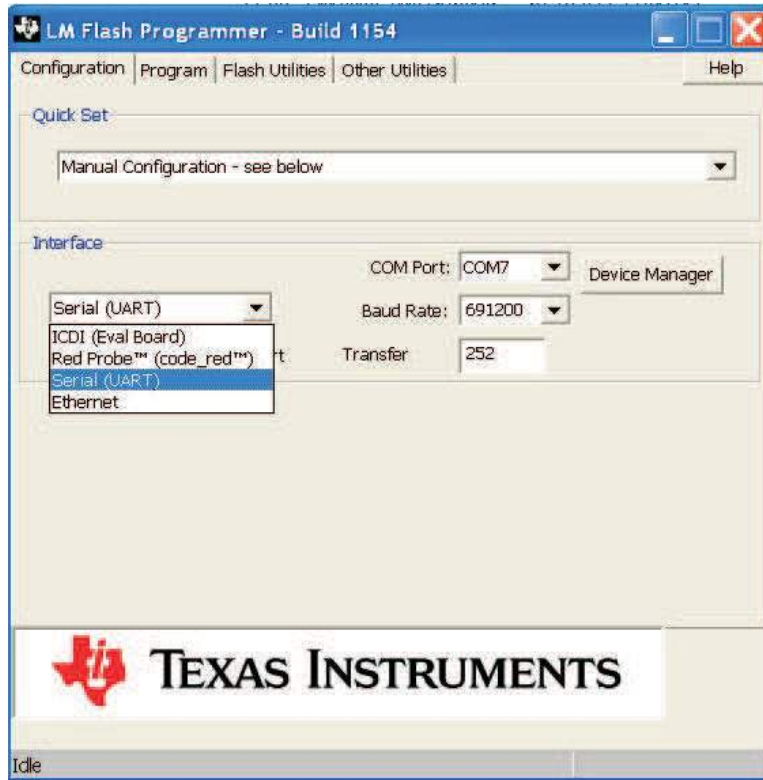 LM Flash Programmer - Build 1154
Configuration Program Flash Utilities Other Utilities Help
Quick Set
Manual Configuration - see below
Interface
COM Port: COM7 Device Manager
Serial (UART) Baud Rate: 691200
ICDI (Eval Board)
Red Probe™ (code_red™) Transfer 252
Serial (UART)
Ethernet
TEXAS INSTRUMENTS
Idle